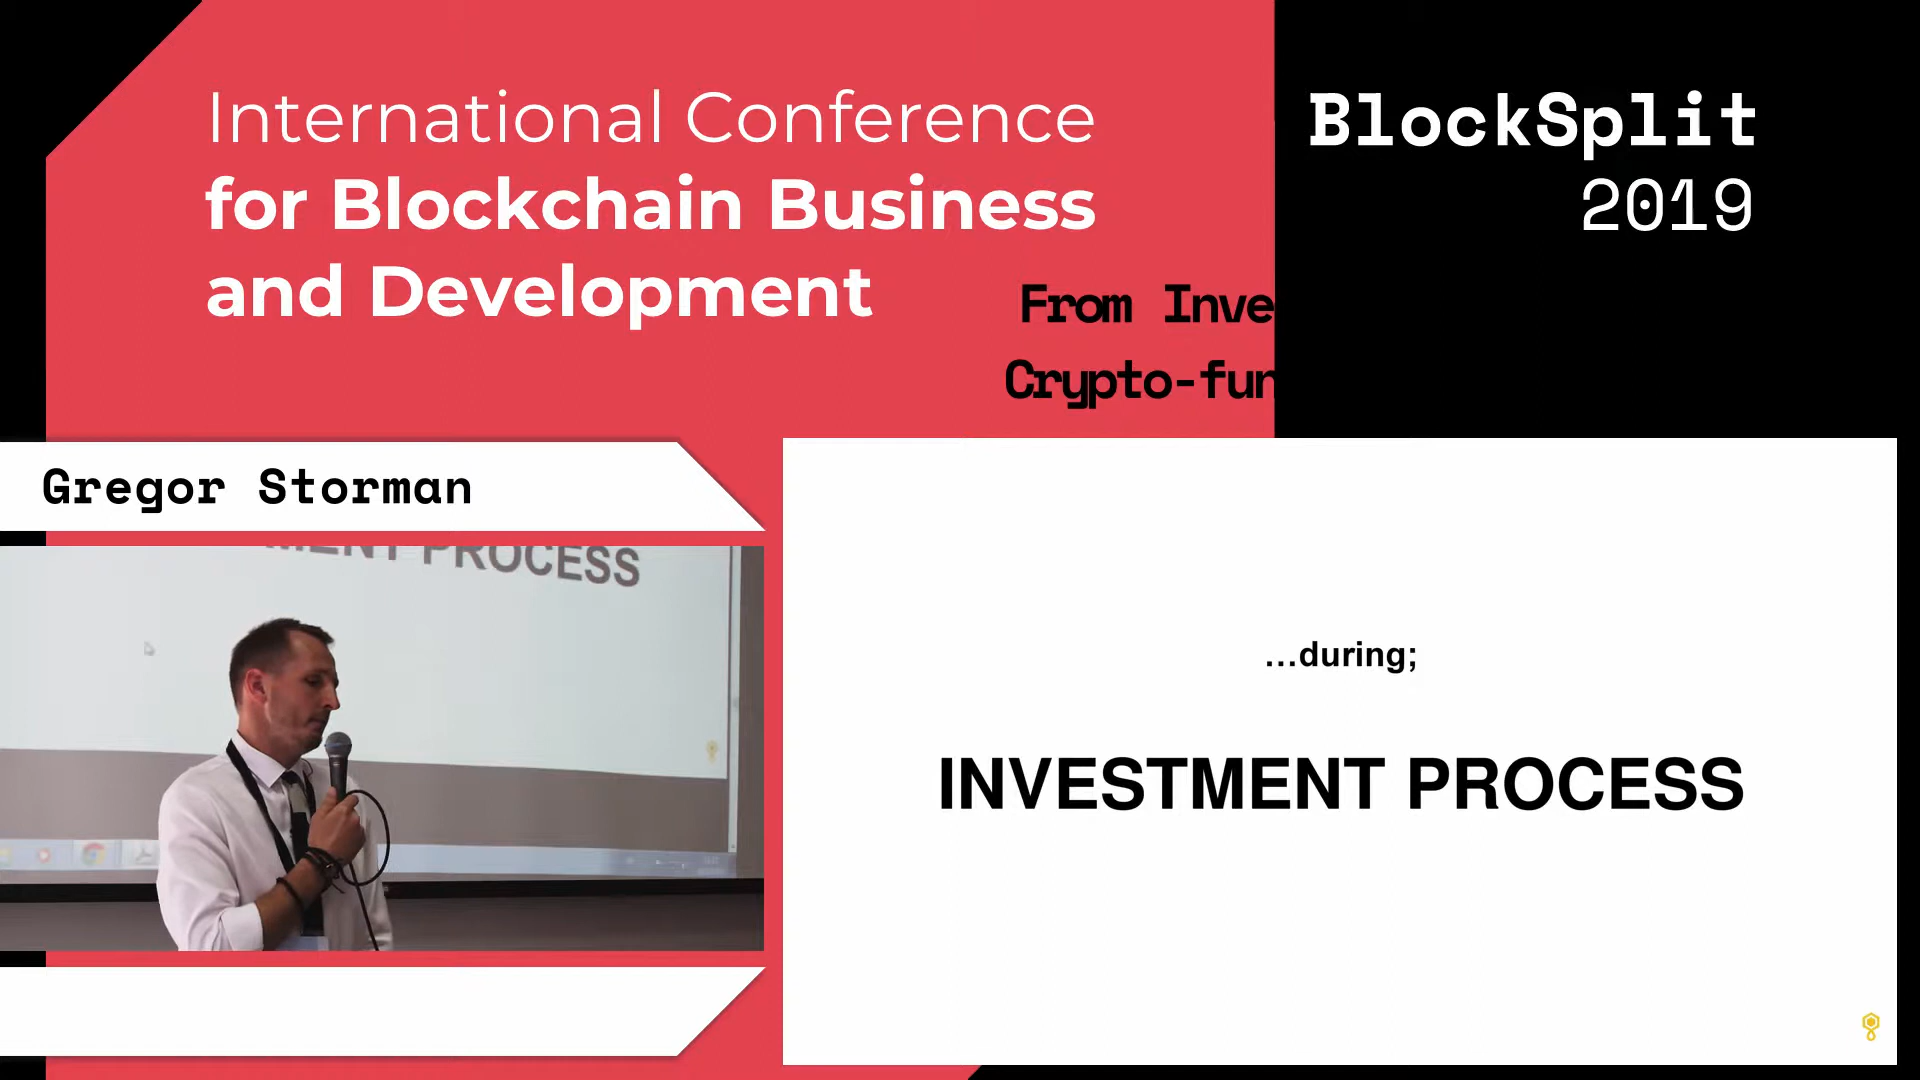 International Conference
for Blockchain Business
and Development
BlockSplit
2019
From Inve
Crypto-fun
Gregor Storman
MENT PROCESS
...during;
INVESTMENT PROCESS